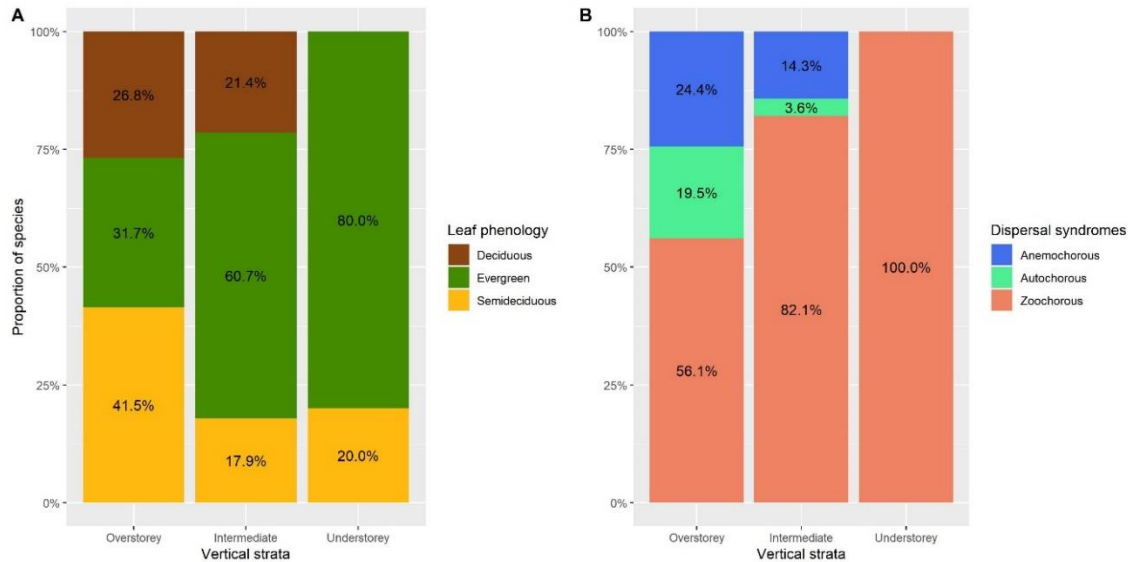 A
100%
75%
50%
25%
0%
Proportion of species
26.8%
31.7%
41.5%
21.4%
60.7%
17.9%
80.0%
20.0%
Overstorey
Intermediate
Understorey
Vertical strata
Leaf phenology
Deciduous
Evergreen
Semideciduous
B
100%
75%
50%
25%
0%
24.4%
19.5%
56.1%
14.3%
3.6%
82.1%
100.0%
Overstorey
Intermediate
Understorey
Vertical strata
Dispersal syndromes
Anemochorous
Autochorous
Zoochorous